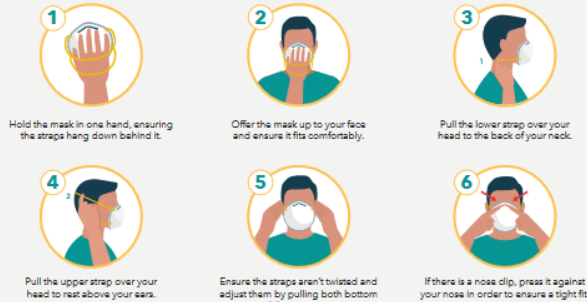 1
Hold the mask in one hand, ensuring
the straps hang down behind it.
2
Offer the mask up to your face
and ensure it fits comfortably.
3
1
Pull the lower strap over your
head to the back of your neck.
4
2
Pull the upper strap over your
head to rest above your ears.
5
Ensure the straps aren't twisted and
adjust them by pulling both bottom
6
If there is a nose clip, press it against
your nose in order to ensure a tight fit